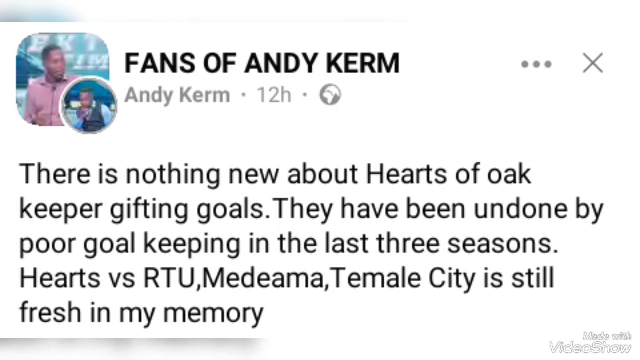 FANS OF ANDY KERM
Andy Kerm · 12h ·
There is nothing new about Hearts of oak
keeper gifting goals.They have been undone by
poor goal keeping in the last three seasons.
Hearts vs RTU,Medeama,Temale City is still
fresh in my memory
Made with
VideoShow